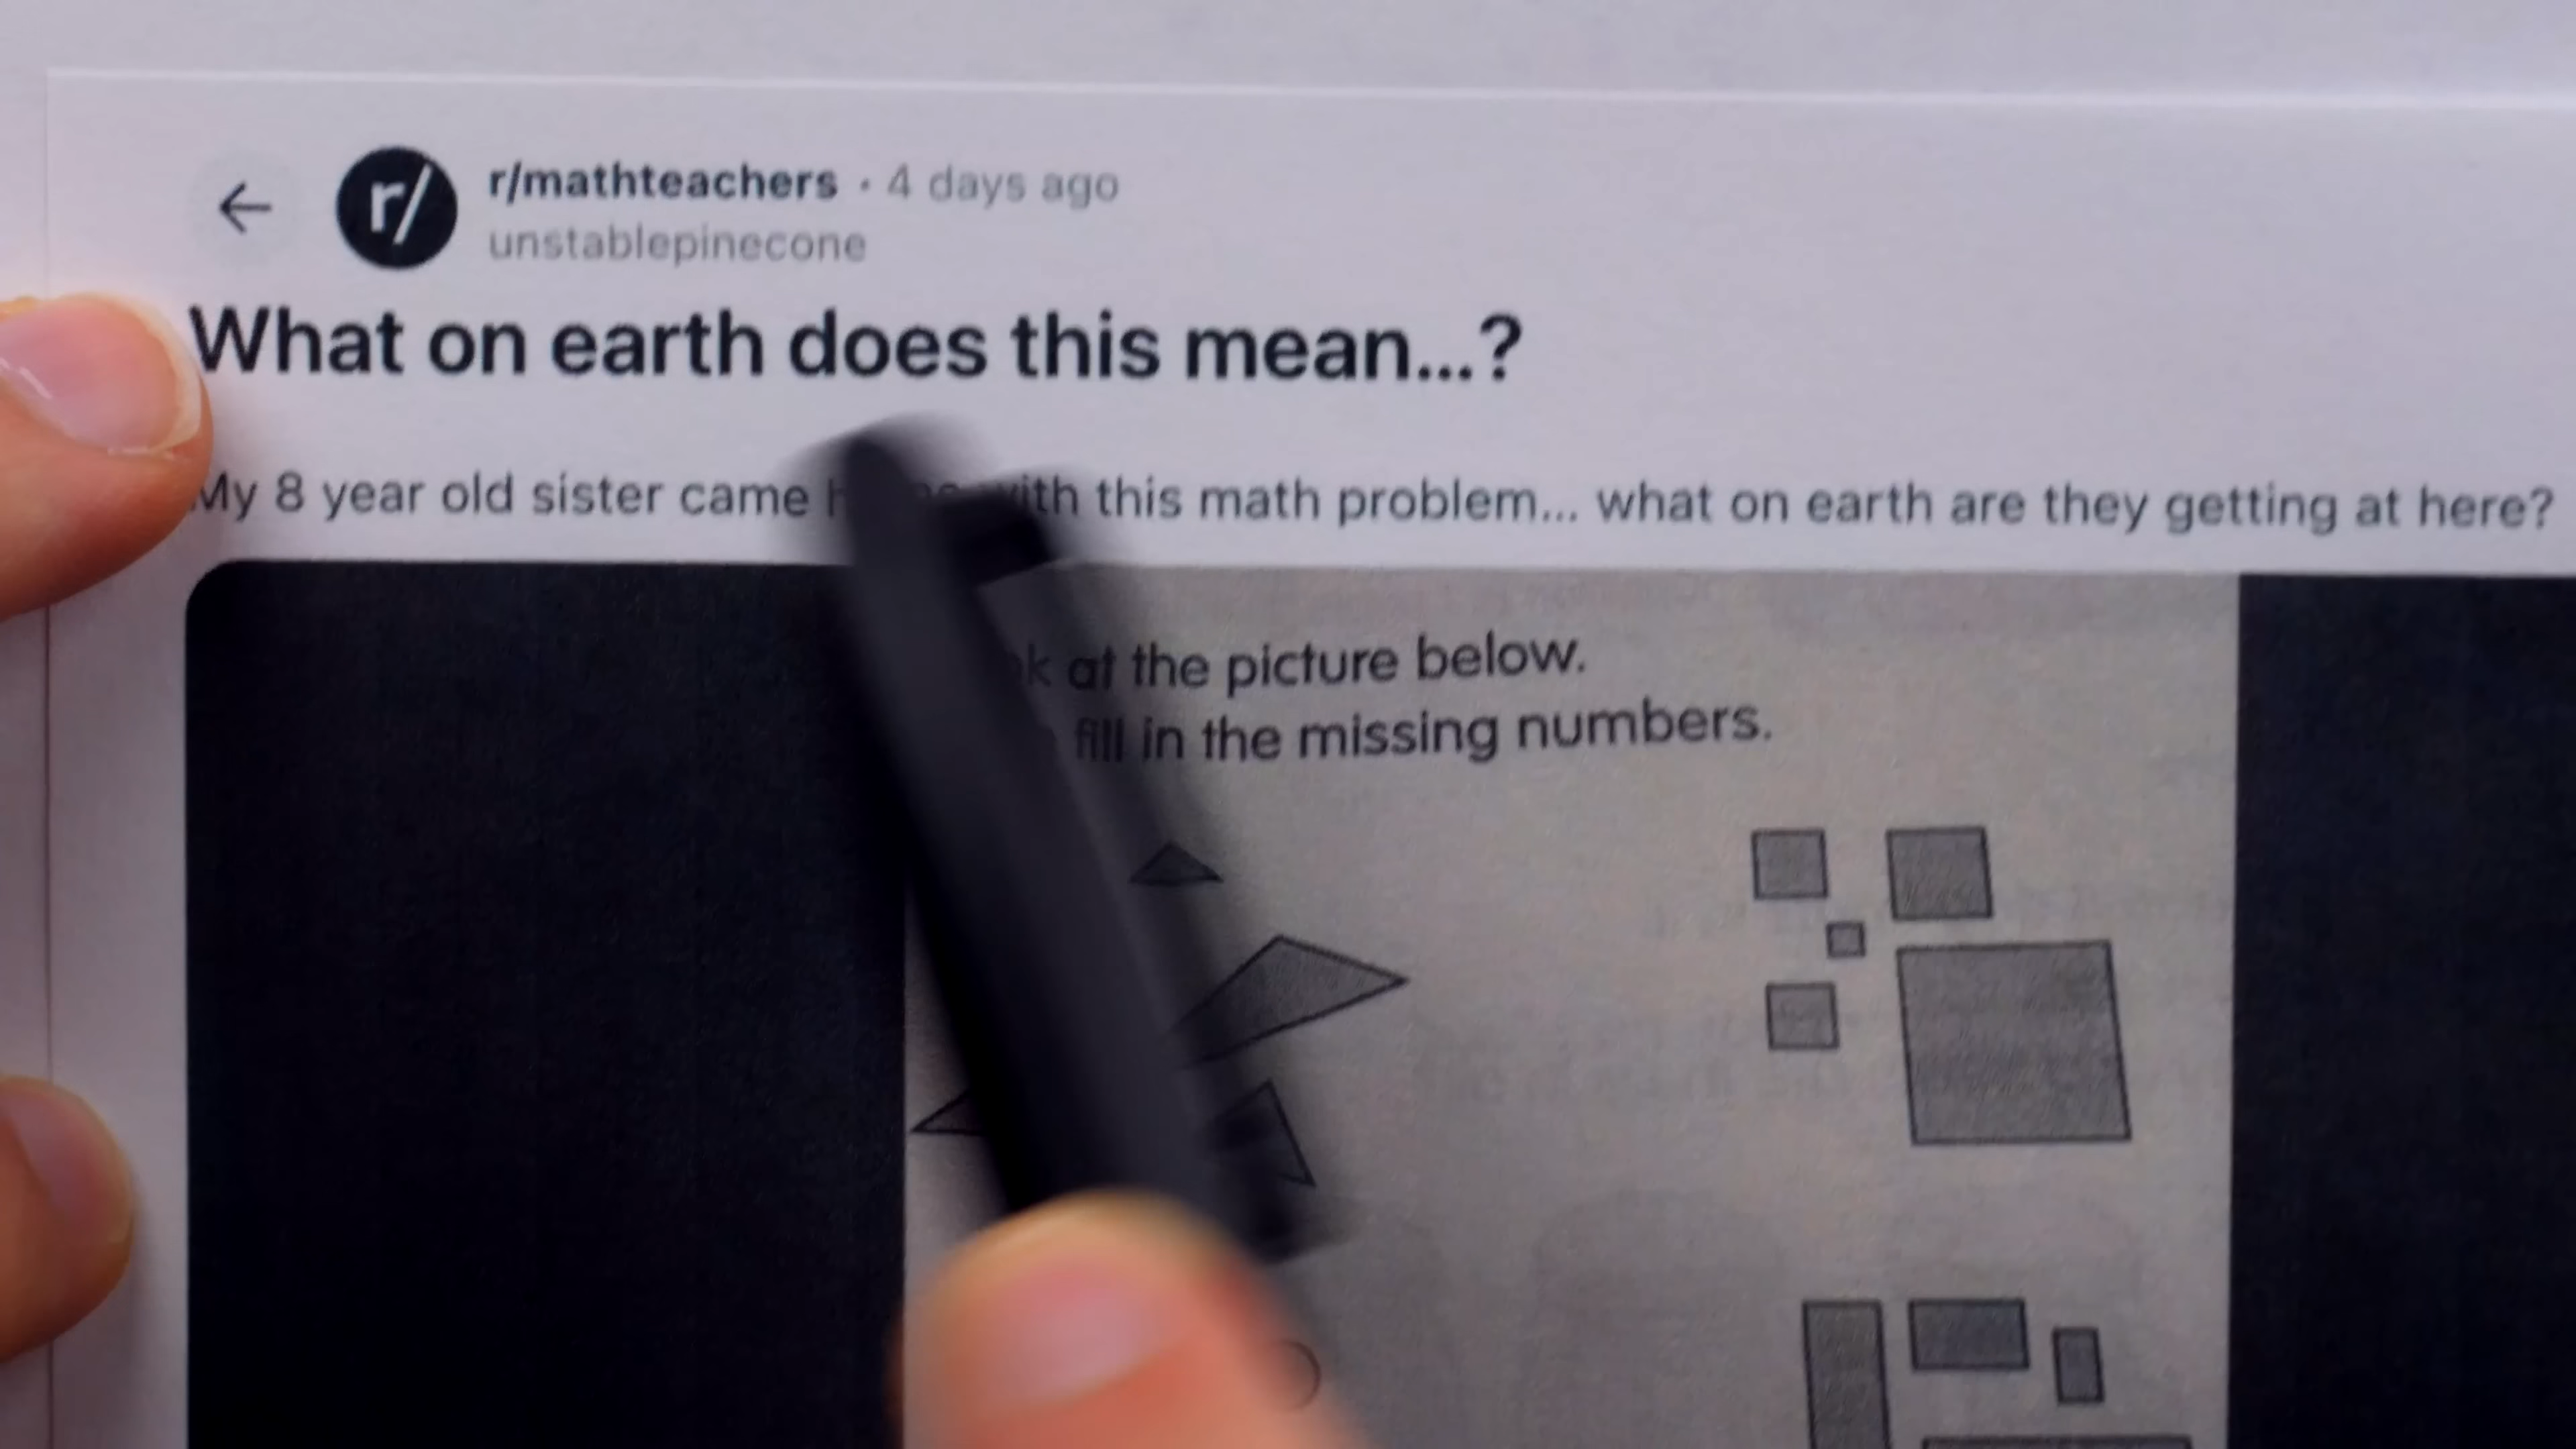 r/ r/mathteachers • 4 days ago
unstablepinecone
What on earth does this mean...?
My 8 year old sister came with this math problem... what on earth are they getting at here?
at the picture below.
fill in the missing numbers.